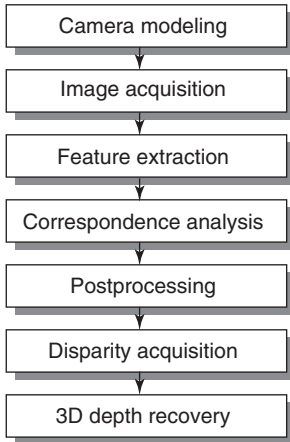 Camera modeling
Image acquisition
Feature extraction
Correspondence analysis
Postprocessing
Disparity acquisition
3D depth recovery